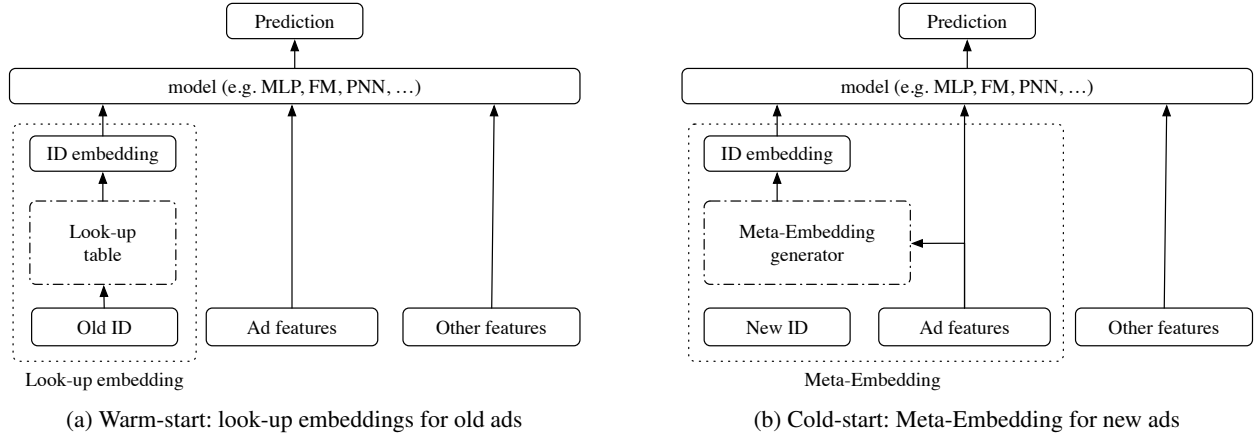 Prediction
model (e.g. MLP, FM, PNN, …)
ID embedding
Look-up
table
Old ID
Ad features
Other features
Look-up embedding
(a) Warm-start: look-up embeddings for old ads
Prediction
model (e.g. MLP, FM, PNN, …)
ID embedding
Meta-Embedding
generator
New ID
Ad features
Other features
Meta-Embedding
(b) Cold-start: Meta-Embedding for new ads